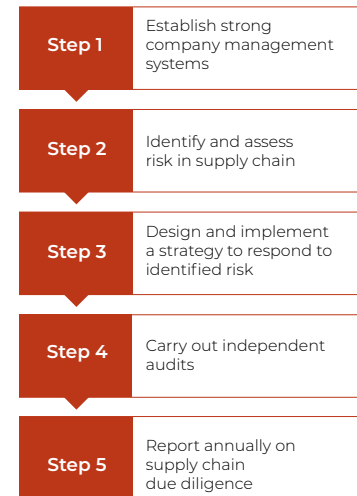 Step 1
Establish strong
company management
systems
Step 2
Identify and assess
risk in supply chain
Step 3
Design and implement
a strategy to respond to
identified risk
Step 4
Carry out independent
audits
Step 5
Report annually on
supply chain
due diligence